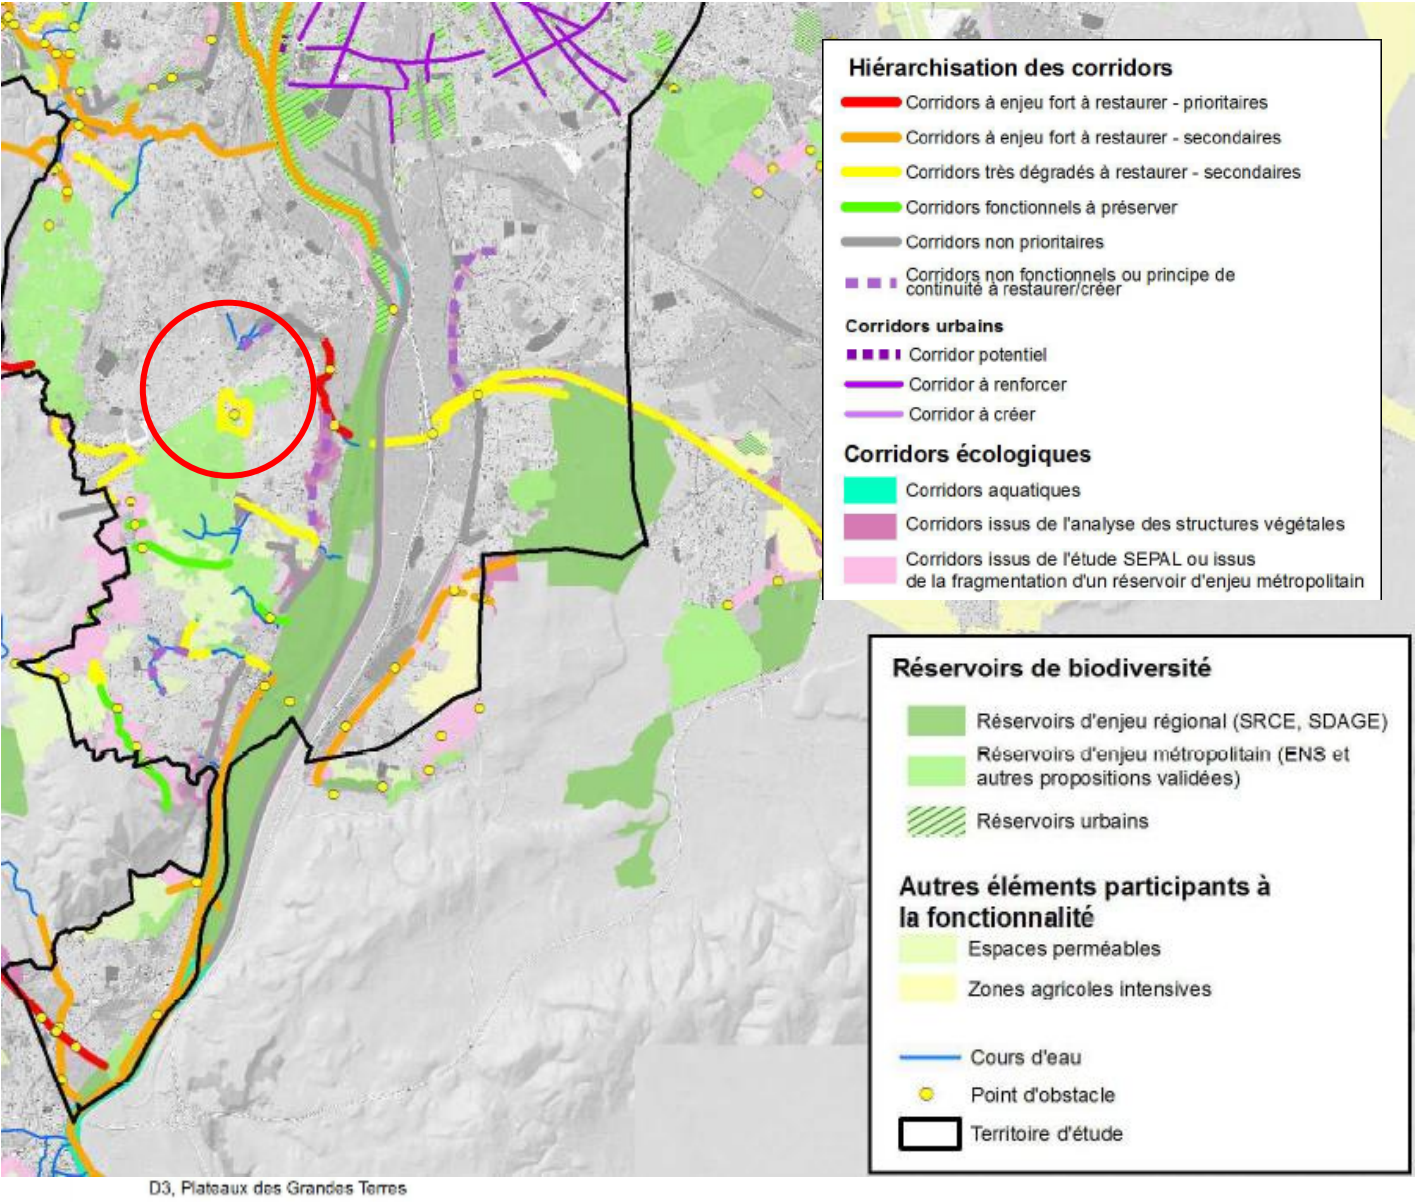 Hiérarchisation des corridors
Corridors à enjeu fort à restaurer - prioritaires
Corridors à enjeu fort à restaurer - secondaires
Corridors très dégradés à restaurer - secondaires
Corridors fonctionnels à préserver
Corridors non prioritaires
Corridors non fonctionnels ou principe de
continuité à restaurer/créer
Corridors urbains
Corridor potentiel
Corridor à renforcer
Corridor à créer
Corridors écologiques
Corridors aquatiques
Corridors issus de l'analyse des structures végétales
Corridors issus de l'étude SEPAL ou issus
de la fragmentation d'un réservoir d'enjeu métropolitain
Réservoirs de biodiversité
Réservoirs d'enjeu régional (SRCE, SDAGE)
Réservoirs d'enjeu métropolitain (ENS et
autres propositions validées)
Réservoirs urbains
Autres éléments participants à
la fonctionnalité
Espaces perméables
Zones agricoles intensives
Cours d'eau
Point d'obstacle
Territoire d'étude
D3, Plateaux des Grandes Terres